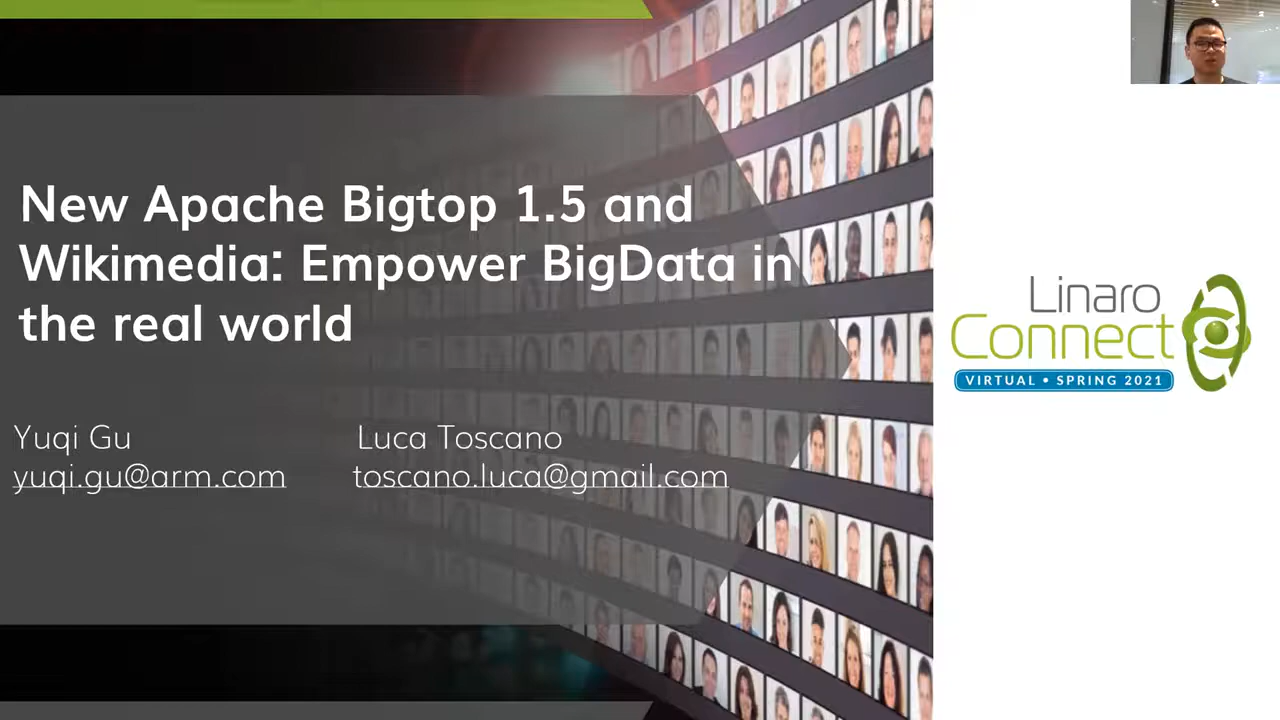 New Apache Bigtop 1.5 and
Wikimedia: Empower BigData in
the real world
Yuqi Gu
yuqi.gu@arm.com
Luca Toscano
toscano.luca@gmail.com
Linaro
Connect
VIRTUAL • SPRING 2021